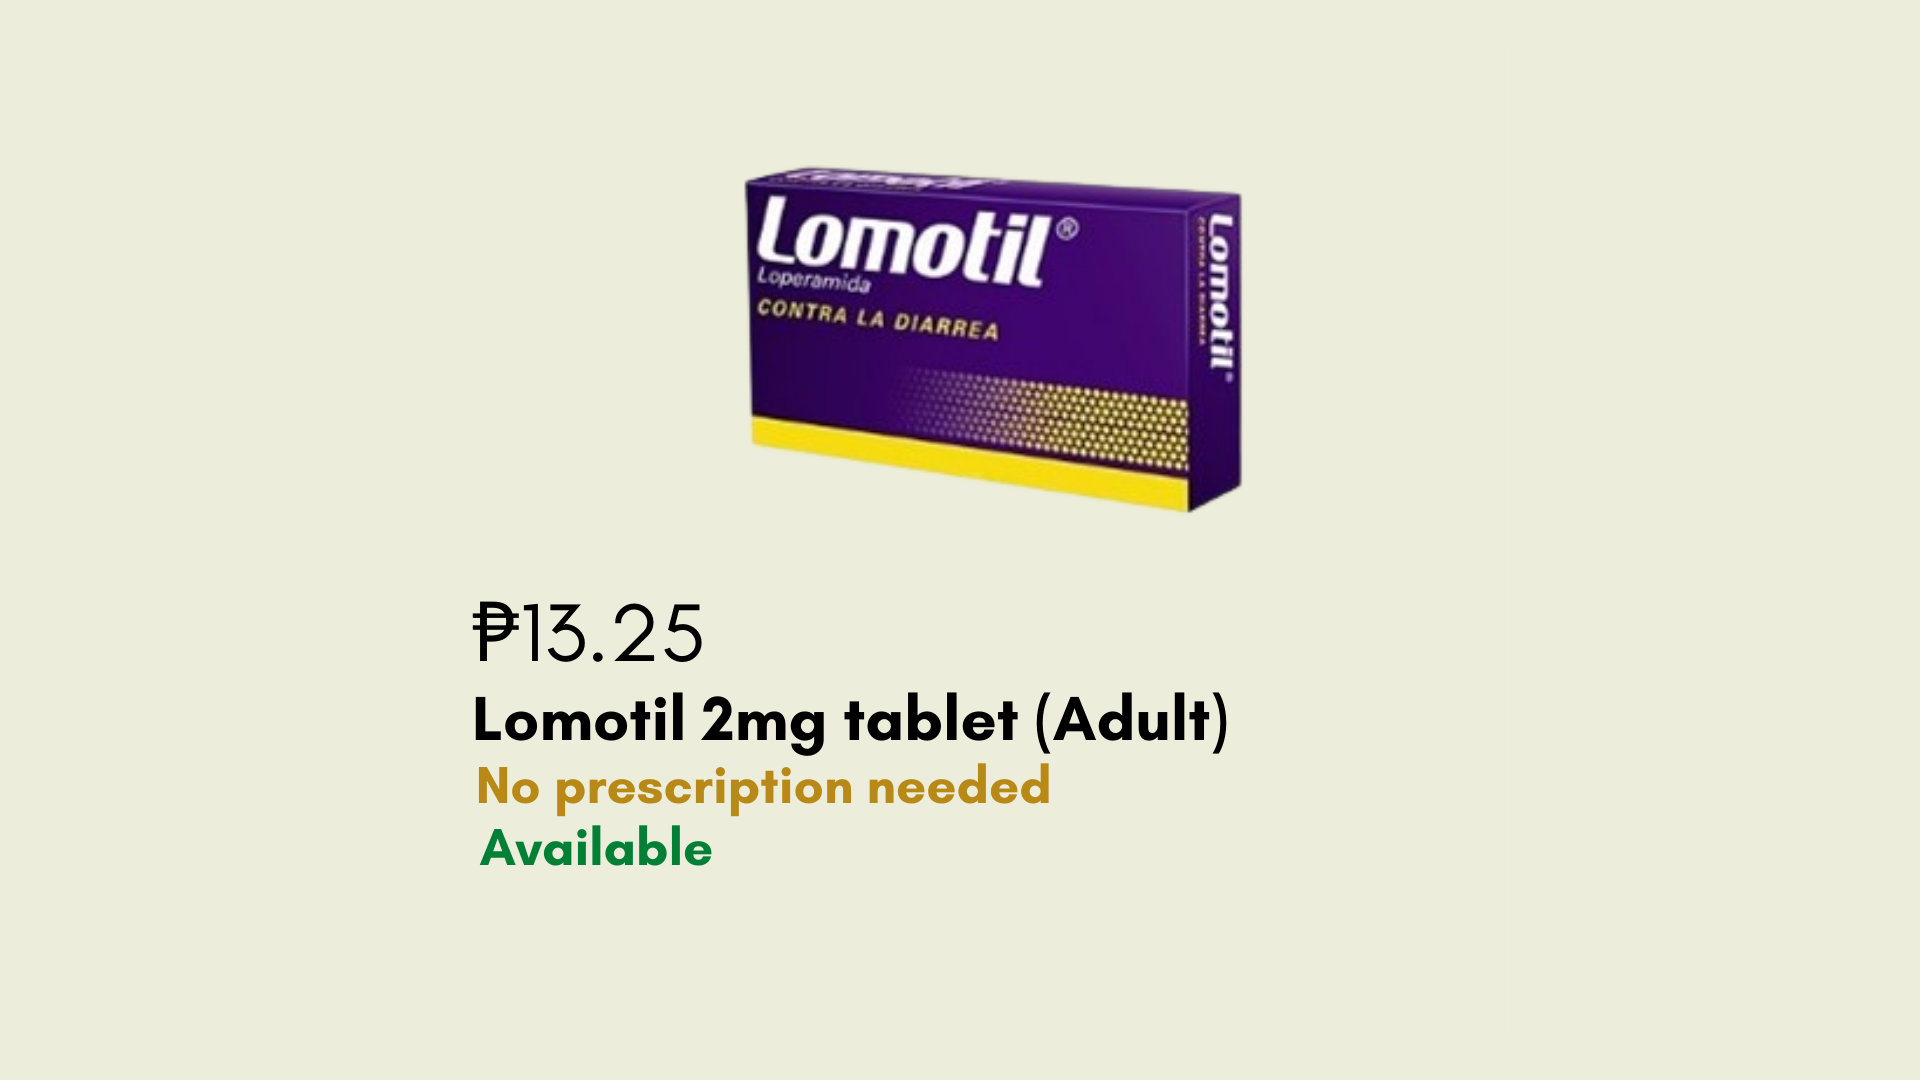 Lomotil®
Loperamida
CONTRA LA DIARREA
Lomotil®
₱13.25
Lomotil 2mg tablet (Adult)
No prescription needed
Available